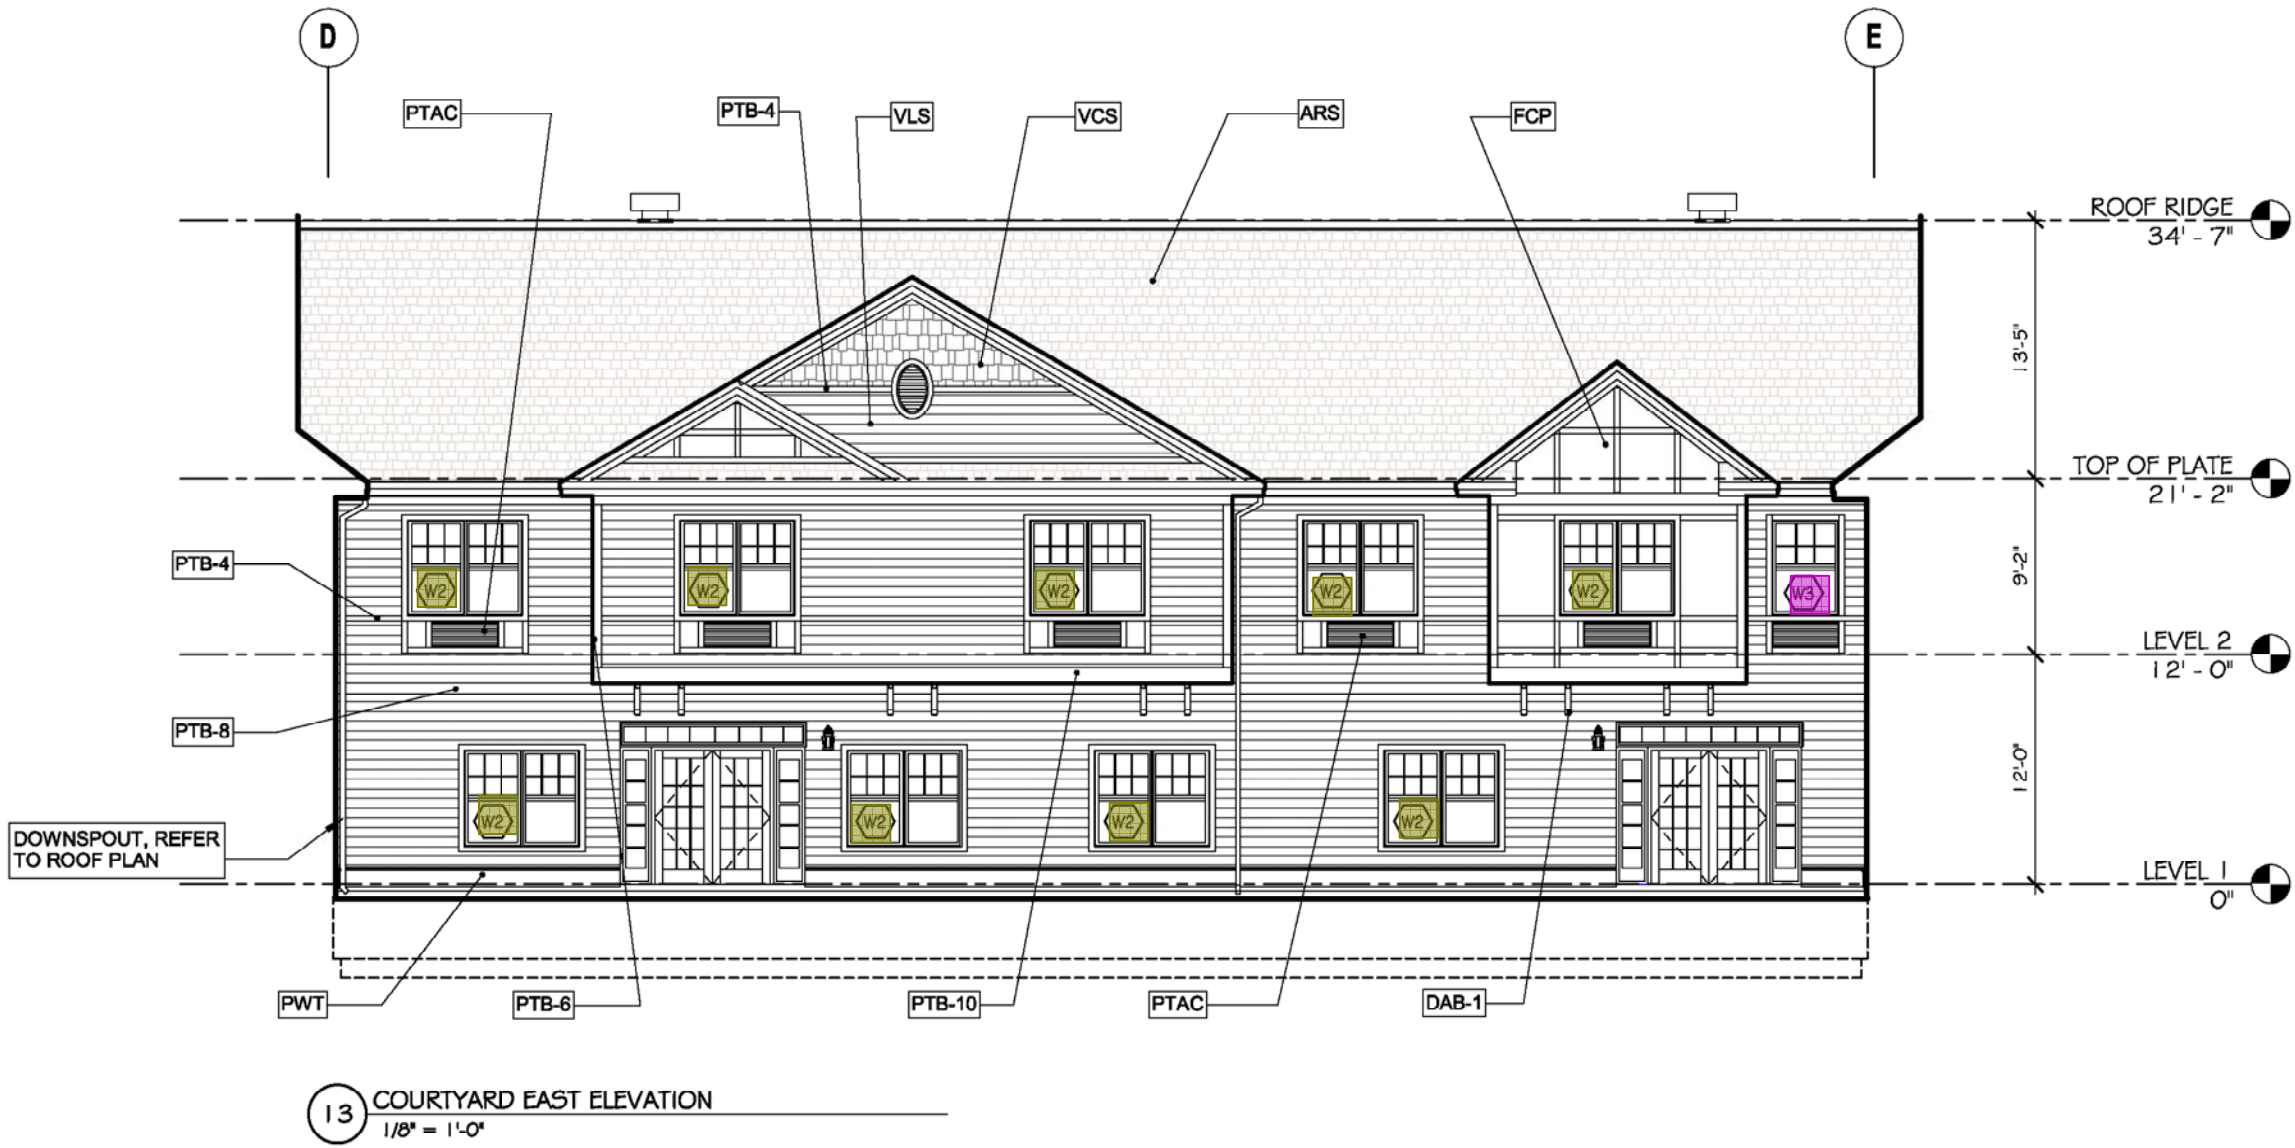 D
E
PTAC
PTB-4
VLS
VCS
ARS
FCP
ROOF RIDGE
34' - 7"
13'-5"
TOP OF PLATE
21' - 2"
PTB-4
W2
W2
W2
W2
W2
W3
9'-2"
LEVEL 2
12' - 0"
PTB-8
12'-0"
W2
W2
W2
W2
DOWNSPOUT, REFER
TO ROOF PLAN
LEVEL 1
0"
PWT
PTB-6
PTB-10
PTAC
DAB-1
13
COURTYARD EAST ELEVATION
1/8" = 1'-0"